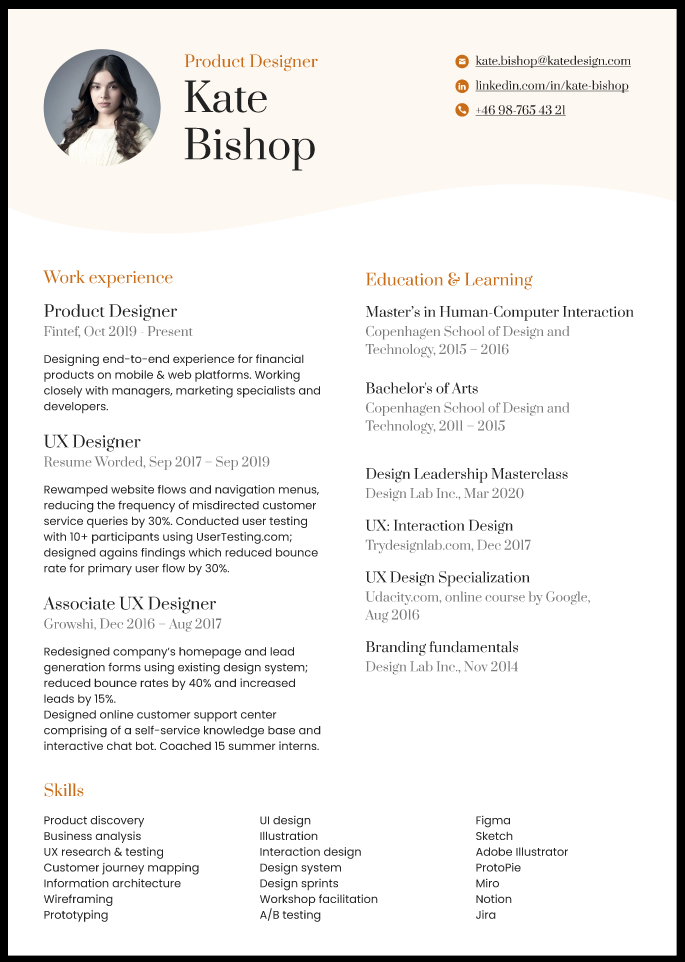 Product Designer
Kate
Bishop
kate.bishop@katedesign.com
linkedin.com/in/kate-bishop
+46 98-765 43 21
Work experience
Product Designer
Fintef, Oct 2019 - Present
Designing end-to-end experience for financial
products on mobile & web platforms. Working
closely with managers, marketing specialists and
developers.
UX Designer
Resume Worded, Sep 2017 – Sep 2019
Rewamped website flows and navigation menus,
reducing the frequency of misdirected customer
service queries by 30%. Conducted user testing
with 10+ participants using UserTesting.com;
designed agains findings which reduced bounce
rate for primary user flow by 30%.
Associate UX Designer
Growshi, Dec 2016 – Aug 2017
Redesigned company's homepage and lead
generation forms using existing design system;
reduced bounce rates by 40% and increased
leads by 15%.
Designed online customer support center
comprising of a self-service knowledge base and
interactive chat bot. Coached 15 summer interns.
Education & Learning
Master's in Human-Computer Interaction
Copenhagen School of Design and
Technology, 2015 – 2016
Bachelor's of Arts
Copenhagen School of Design and
Technology, 2011 – 2015
Design Leadership Masterclass
Design Lab Inc., Mar 2020
UX: Interaction Design
Trydesignlab.com, Dec 2017
UX Design Specialization
Udacity.com, online course by Google,
Aug 2016
Branding fundamentals
Design Lab Inc., Nov 2014
Skills
Product discovery
Business analysis
UX research & testing
Customer journey mapping
Information architecture
Wireframing
Prototyping
UI design
Illustration
Interaction design
Design system
Design sprints
Workshop facilitation
A/B testing
Figma
Sketch
Adobe Illustrator
ProtoPie
Miro
Notion
Jira